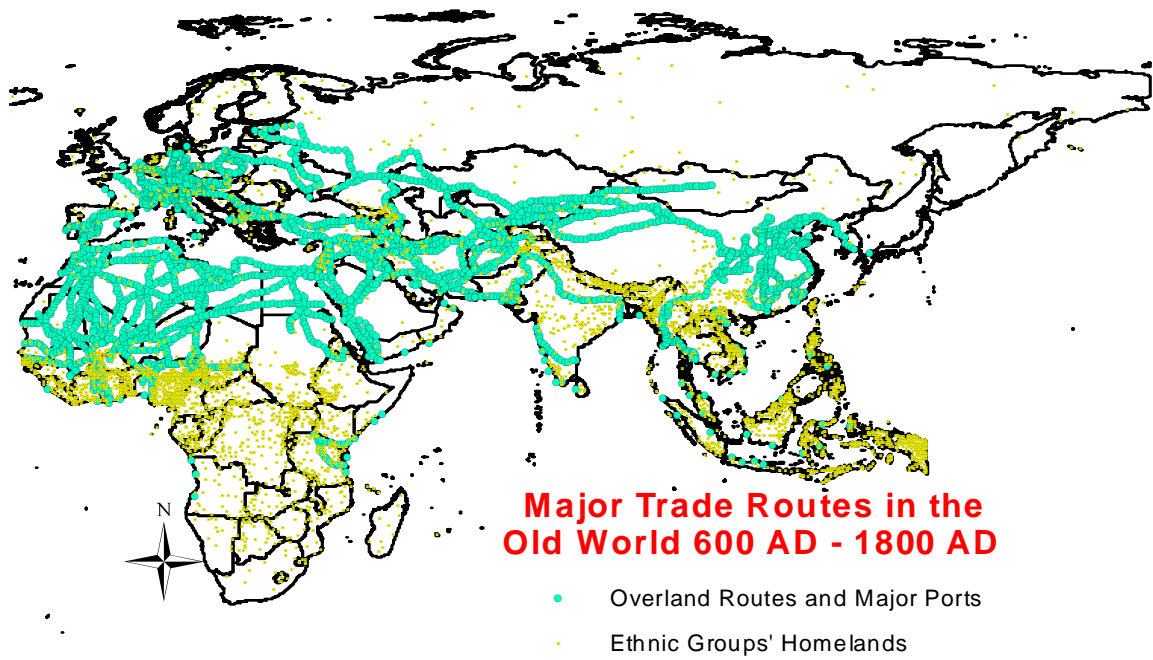 N
Major Trade Routes in the
Old World 600 AD - 1800 AD
Overland Routes and Major Ports
Ethnic Groups' Homelands